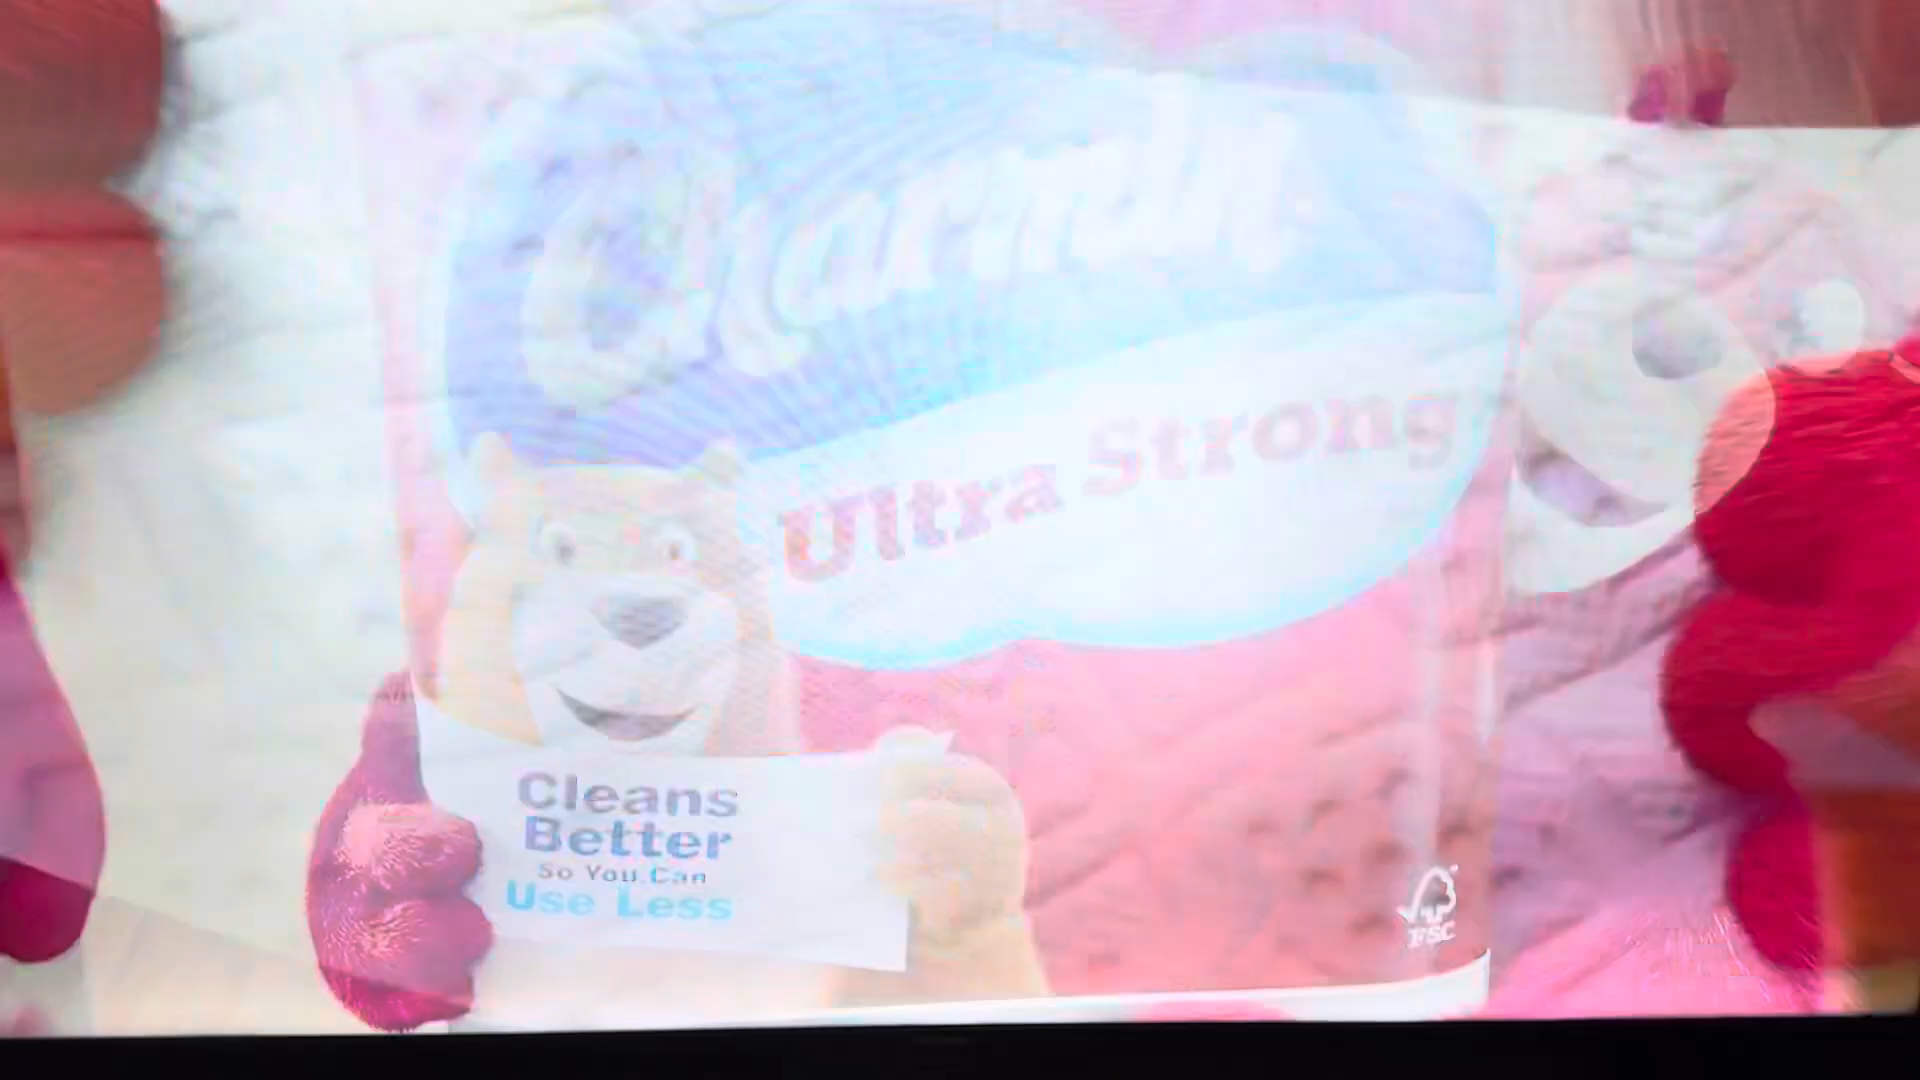 Charmin
Ultra Strong
Cleans
Better
So You Can
Use Less
FSC